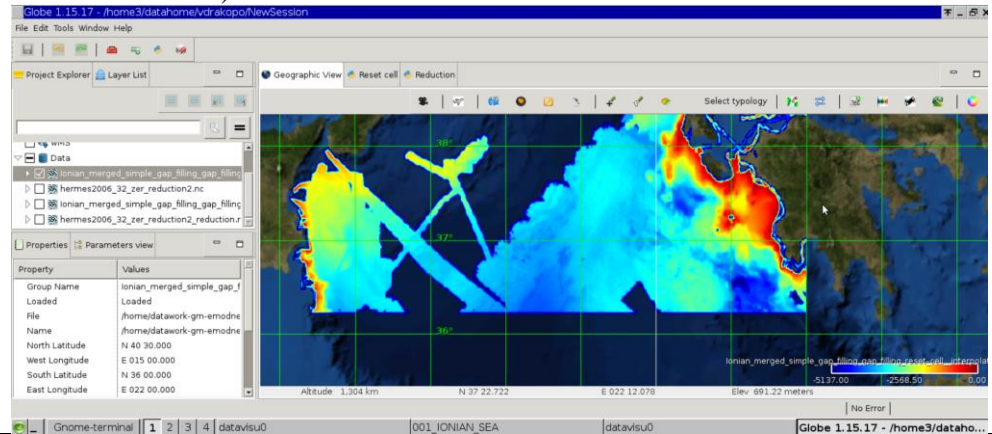 Globe 1.15.17 - /home3/datahome/vdrakopo/NewSession
File Edit Tools Window Help
Project Explorer Layer List
Geographic View Reset cell Reduction
Select typology
WMS
Data
Ionian_merged_simple_gap_filling_gap_filling
hermes2006_32_zer_reduction2.nc
Ionian_merged_simple_gap_filling_gap_filling
hermes2006_32_zer_reduction2_reduction.r
Properties Parameters view
Property Values
Group Name Ionian_merged_simple_gap_f
Loaded Loaded
File /home/datawork-gm-emodne
Name /home/datawork-gm-emodne
North Latitude N 40 30.000
West Longitude E 015 00.000
South Latitude N 36 00.000
East Longitude E 022 00.000
38°
37°
36°
Ionian_merged_simple_gap_filling_gap_filling_reset-cell_interpolat
-5137.00 -2568.50 0.00
Altitude 1,304 km N 37 22.722 E 022 12.078 Elev 691.22 meters
No Error
Gnome-terminal 1 2 3 4 datavisu0 001_IONIAN_SEA datavisu0 Globe 1.15.17 - /home3/dataho...